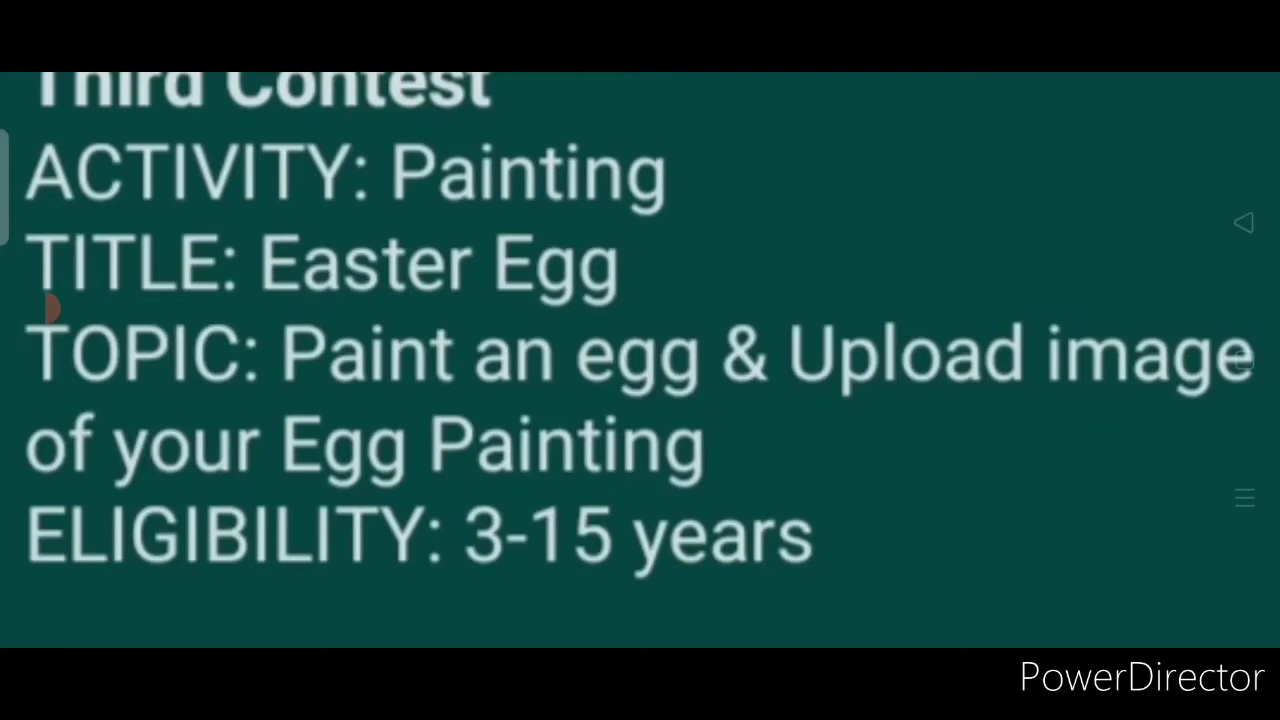 Third Contest
ACTIVITY: Painting
TITLE: Easter Egg
TOPIC: Paint an egg & Upload image
of your Egg Painting
ELIGIBILITY: 3-15 years
PowerDirector